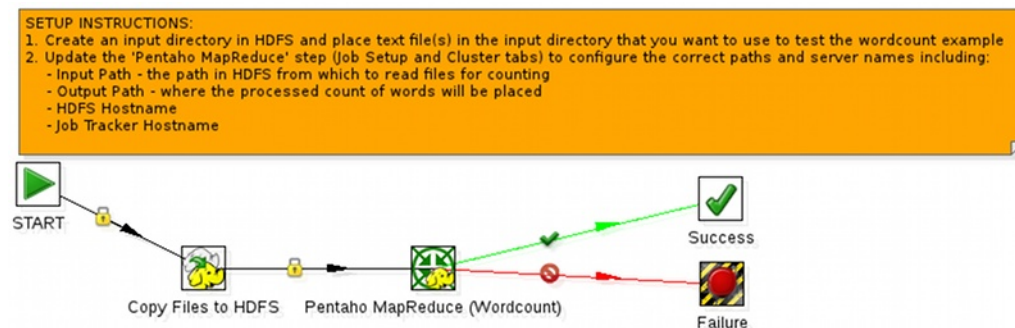 SETUP INSTRUCTIONS:
1. Create an input directory in HDFS and place text file(s) in the input directory that you want to use to test the wordcount example
2. Update the 'Pentaho MapReduce' step (Job Setup and Cluster tabs) to configure the correct paths and server names including:
- Input Path - the path in HDFS from which to read files for counting
- Output Path - where the processed count of words will be placed
- HDFS Hostname
- Job Tracker Hostname
START
Success
Copy Files to HDFS
Pentaho MapReduce (Wordcount)
Failure